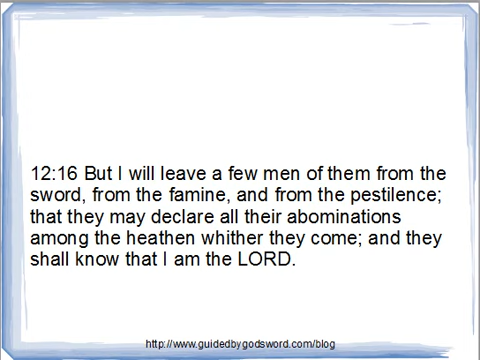 12:16 But I will leave a few men of them from the
sword, from the famine, and from the pestilence;
that they may declare all their abominations
among the heathen whither they come; and they
shall know that I am the LORD.
http://www.guidedbygodsword.com/blog